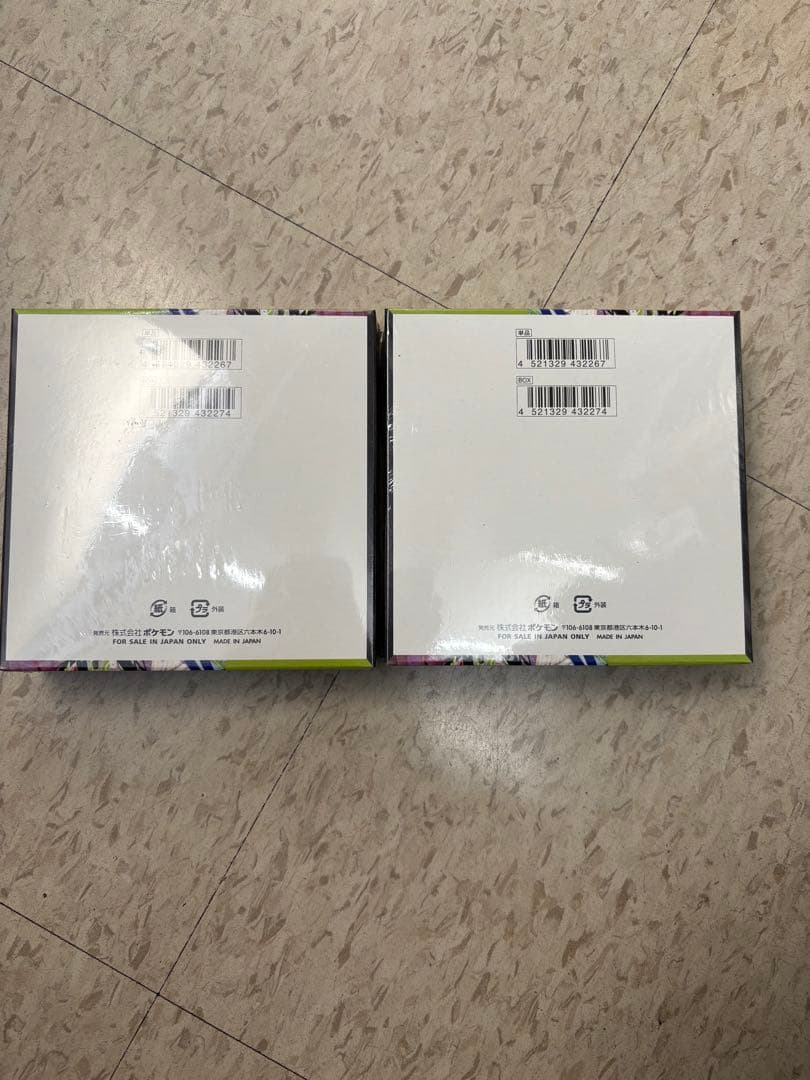 4 521329 432267
521329 432274
紙 箱 プラ 外装
発売元 株式会社ポケモン 〒106-6108 東京都港区六本木6-10-1
FOR SALE IN JAPAN ONLY MADE IN JAPAN
単品
4 521329 432267
BOX
4 521329 432274
紙 箱 プラ 外装
発売元 株式会社ポケモン 〒106-6108 東京都港区六本木6-10-1
FOR SALE IN JAPAN ONLY MADE IN JAPAN